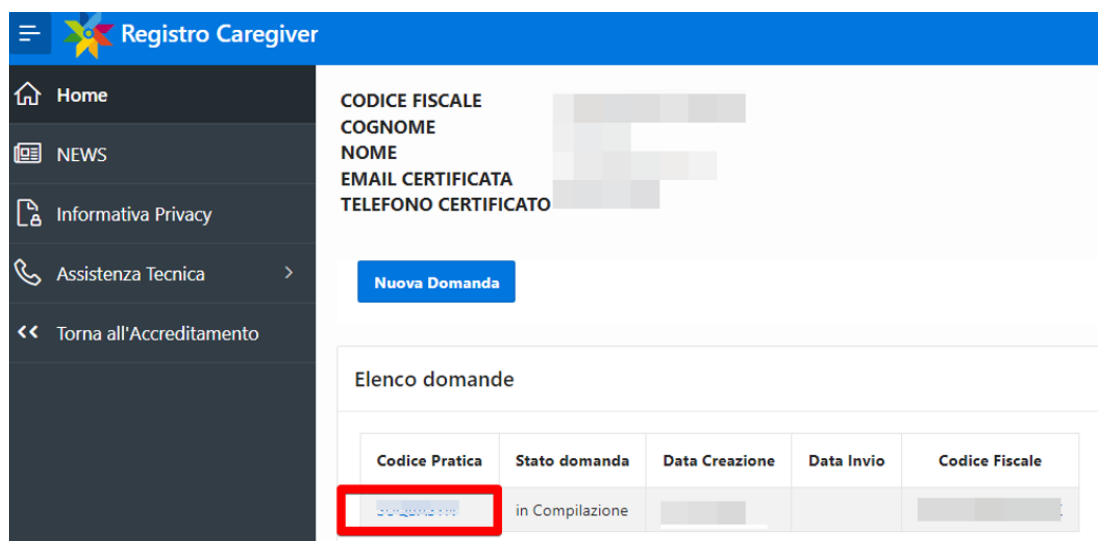 Registro Caregiver
Home
NEWS
Informativa Privacy
Assistenza Tecnica
Torna all'Accreditamento
CODICE FISCALE
COGNOME
NOME
EMAIL CERTIFICATA
TELEFONO CERTIFICATO
Nuova Domanda
Elenco domande
Codice Pratica Stato domanda Data Creazione Data Invio Codice Fiscale
in Compilazione